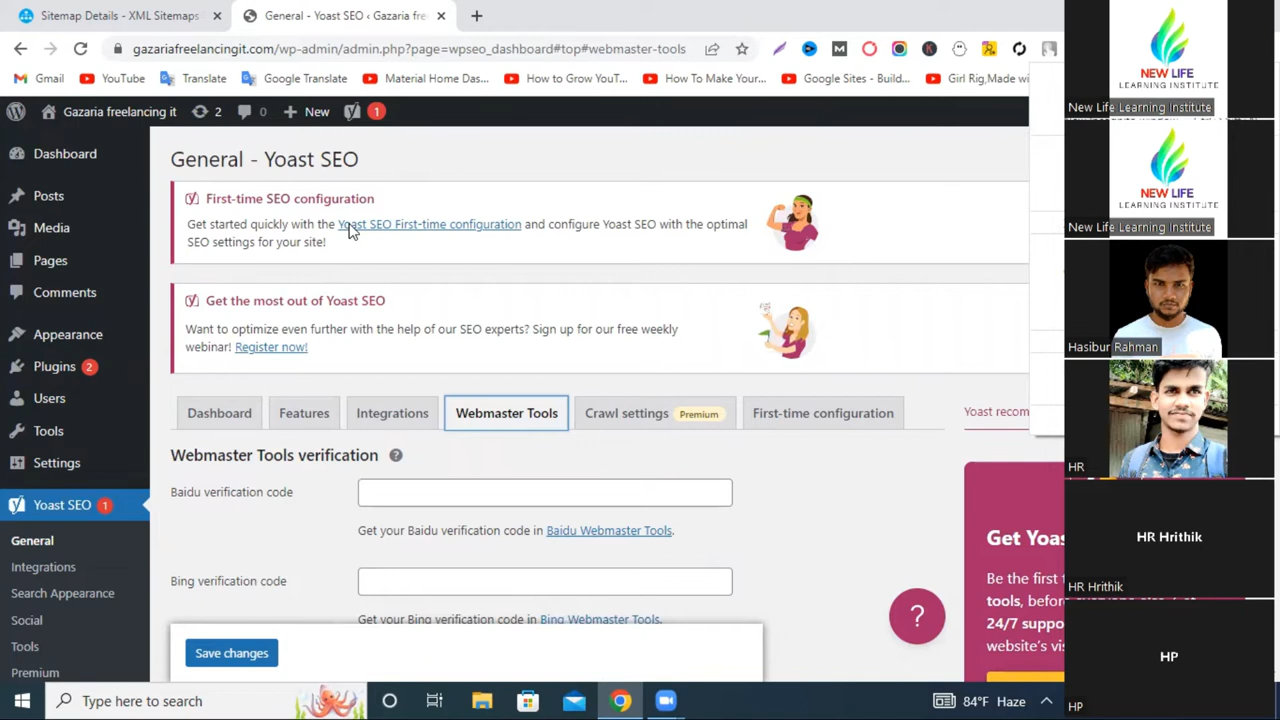 Sitemap Details - XML Sitemaps
General - Yoast SEO ‹ Gazaria fre
gazariafreelancingit.com/wp-admin/admin.php?page=wpseo_dashboard#top#webmaster-tools
Gmail
YouTube
Translate
Google Translate
Material Home Das...
How to Grow YouT...
How To Make Your...
Google Sites - Build...
Girl Rig,Made wi
Gazaria freelancing it
2
0
New
1
Dashboard
Posts
Media
Pages
Comments
Appearance
Plugins 2
Users
Tools
Settings
Yoast SEO 1
General
Integrations
Search Appearance
Social
Tools
Premium
General - Yoast SEO
First-time SEO configuration
Get started quickly with the Yoast SEO First-time configuration and configure Yoast SEO with the optimal
SEO settings for your site!
Get the most out of Yoast SEO
Want to optimize even further with the help of our SEO experts? Sign up for our free weekly
webinar! Register now!
Dashboard
Features
Integrations
Webmaster Tools
Crawl settings Premium
First-time configuration
Webmaster Tools verification ?
Baidu verification code
Get your Baidu verification code in Baidu Webmaster Tools.
Bing verification code
Get your Bing verification code in Bing Webmaster Tools.
Save changes
Yoast recom
Get Yoa
Be the first
tools, before
24/7 suppo
website's vis
?
NEW LIFE
LEARNING INSTITUTE
New Life Learning Institute
NEW LIFE
LEARNING INSTITUTE
New Life Learning Institute
Hasibur Rahman
HR
HR Hrithik
HR Hrithik
HP
HP
Type here to search
84°F Haze